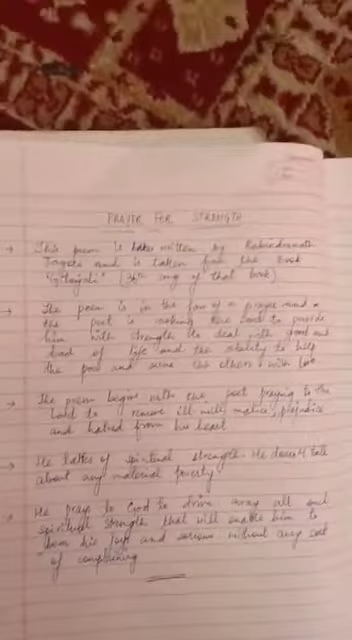 PRAYER FOR STRENGTH
→ This poem is written by Rabindranath
Tagore and is taken from the book
"Gitanjali" (36th song of that book)
→ The poem is in the form of a prayer and
the poet is asking the Lord to provide
him with strength to deal with good and
bad of life and the ability to help
the poor and serve the others with love
→ The poem begins with the poet praying to the
Lord to remove ill will, malice, prejudice
and hatred from his heart
→ He talks of spiritual strength. He doesn't talk
about any material poverty
→ He prays to God to drive away all and
spiritual strength that will enable him to
his joys and sorrows without any sort
of complaining